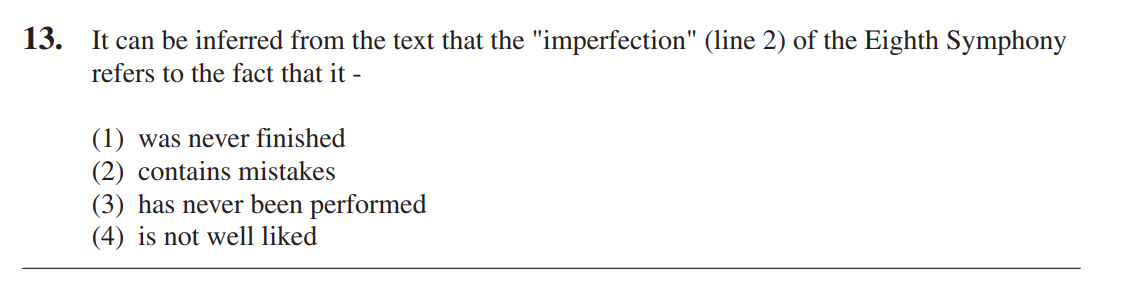 13. It can be inferred from the text that the "imperfection" (line 2) of the Eighth Symphony
refers to the fact that it -
(1) was never finished
(2) contains mistakes
(3) has never been performed
(4) is not well liked